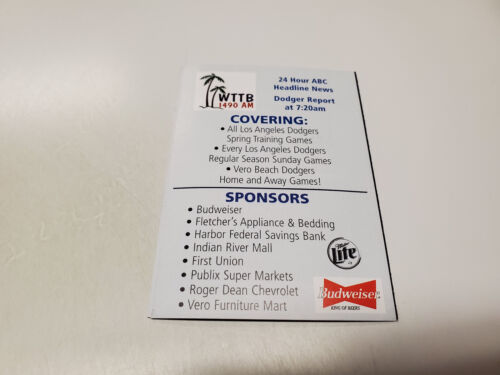 WTTB
1490 AM
24 Hour ABC
Headline News
Dodger Report
at 7:20am
COVERING:
• All Los Angeles Dodgers
Spring Training Games
• Every Los Angeles Dodgers
Regular Season Sunday Games
• Vero Beach Dodgers
Home and Away Games!
SPONSORS
• Budweiser
• Fletcher's Appliance & Bedding
• Harbor Federal Savings Bank
• Indian River Mall
• First Union
• Publix Super Markets
• Roger Dean Chevrolet
• Vero Furniture Mart
Miller
Lite
Budweiser
KING OF BEERS